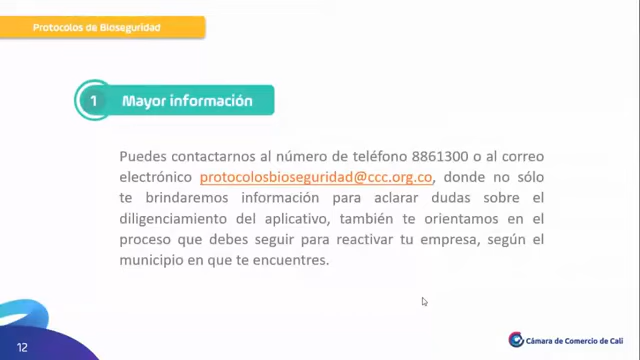 Protocolos de Bioseguridad
1 Mayor información
Puedes contactarnos al número de teléfono 8861300 o al correo
electrónico protocolosbioseguridad@ccc.org.co, donde no sólo
te brindaremos información para aclarar dudas sobre el
diligenciamiento del aplicativo, también te orientamos en el
proceso que debes seguir para reactivar tu empresa, según el
municipio en que te encuentres.
12
Cámara de Comercio de Cali